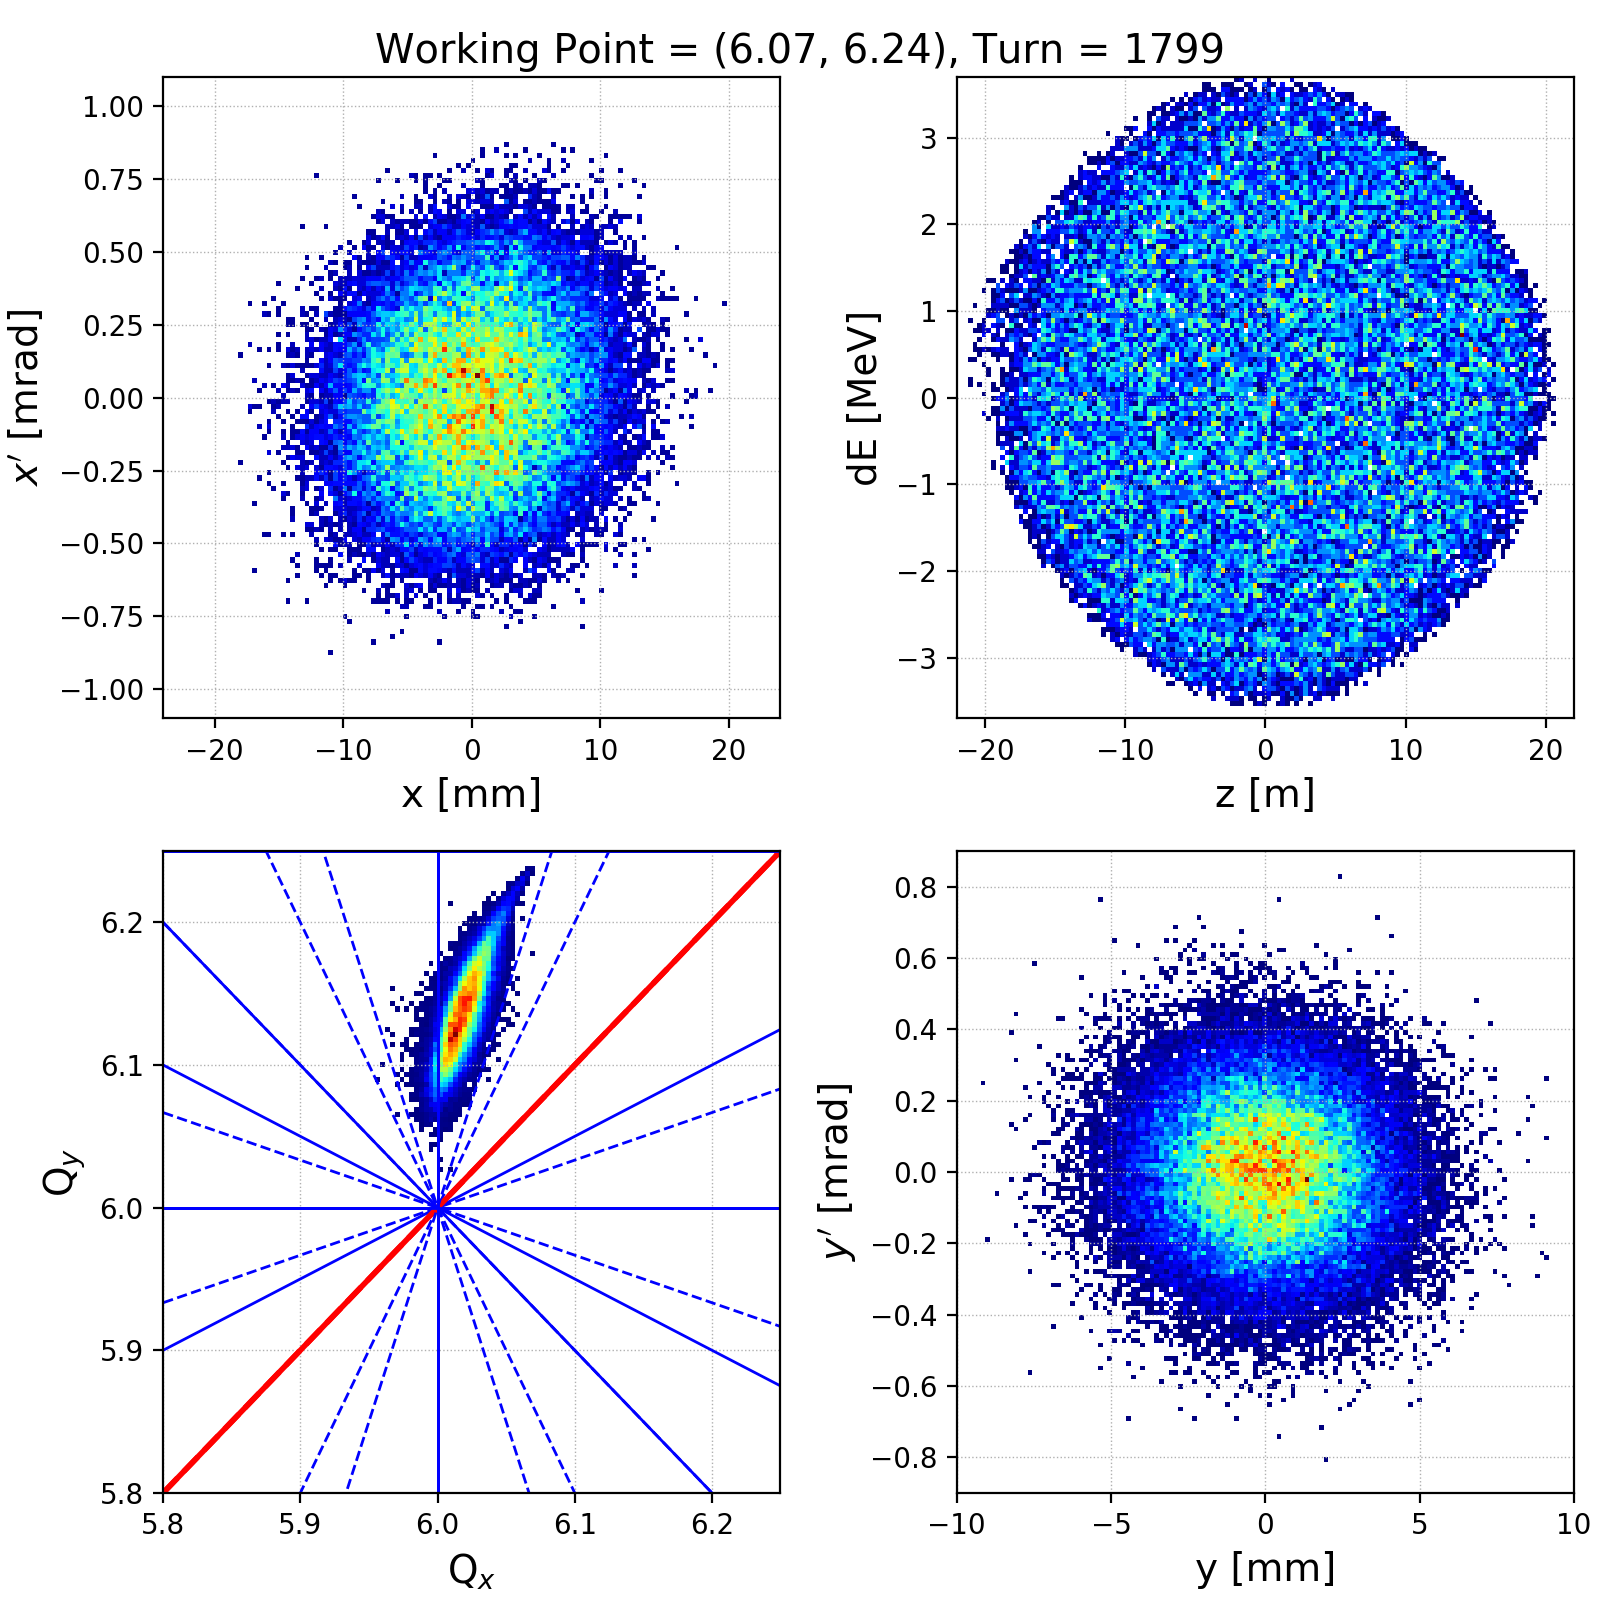 Working Point = (6.07, 6.24), Turn = 1799
1.00
0.75
0.50
0.25
0.00
−0.25
−0.50
−0.75
−1.00
x′ [mrad]
−20 −10 0 10 20
x [mm]
3
2
1
0
−1
−2
−3
dE [MeV]
−20 −10 0 10 20
z [m]
6.2
6.1
6.0
5.9
5.8
Qy
5.8 5.9 6.0 6.1 6.2
Qx
0.8
0.6
0.4
0.2
0.0
−0.2
−0.4
−0.6
−0.8
y′ [mrad]
−10 −5 0 5 10
y [mm]